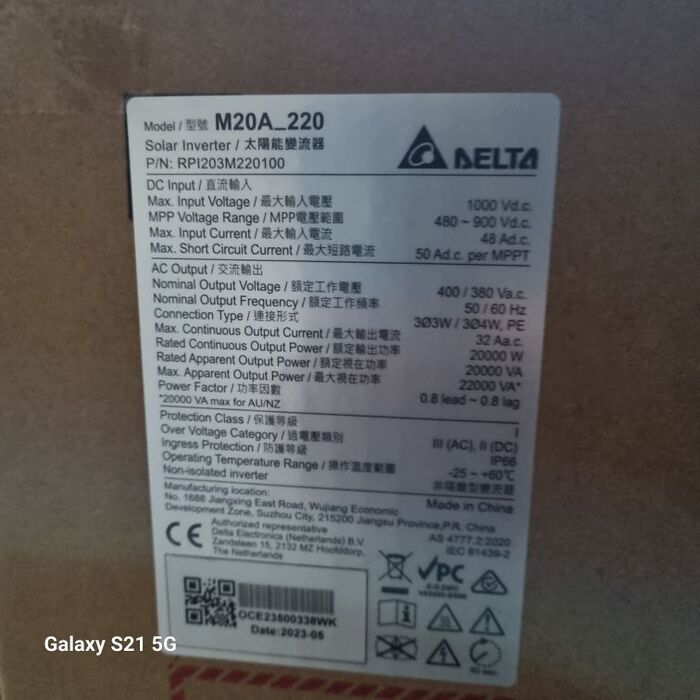 Model / 型號 M20A_220
Solar Inverter / 太陽能變流器
P/N: RPI203M220100
DELTA
DC Input / 直流輸入
Max. Input Voltage / 最大輸入電壓 1000 Vd.c.
MPP Voltage Range / MPP電壓範圍 480 ~ 900 Vd.c.
Max. Input Current / 最大輸入電流 48 Ad.c.
Max. Short Circuit Current / 最大短路電流 50 Ad.c. per MPPT
AC Output / 交流輸出
Nominal Output Voltage / 額定工作電壓 400 / 380 Va.c.
Nominal Output Frequency / 額定工作頻率 50 / 60 Hz
Connection Type / 連接形式 3Ø3W / 3Ø4W, PE
Max. Continuous Output Current / 最大輸出電流 32 Aa.c.
Rated Continuous Output Power / 額定輸出功率 20000 W
Rated Apparent Output Power / 額定視在功率 20000 VA
Max. Apparent Output Power / 最大視在功率 22000 VA*
Power Factor / 功率因數 0.8 lead ~ 0.8 lag
*20000 VA max for AU/NZ
Protection Class / 保護等級 I
Over Voltage Category / 過電壓類別 III (AC), II (DC)
Ingress Protection / 防護等級 IP66
Operating Temperature Range / 操作溫度範圍 -25 ~ +60℃
Non-isolated inverter 非隔離型變流器
Manufacturing location: Made in China
No. 1688 Jiangxing East Road, Wujiang Economic
Development Zone, Suzhou City, 215200 Jiangsu Province, P.R. China
CE
Authorized representative AS 4777.2:2020
Delta Electronics (Netherlands) B.V. IEC 61439-2
Zandsteen 15, 2132 MZ Hoofddorp,
The Netherlands
VPC
OCE23500338WK
Date: 2023-05
Galaxy S21 5G